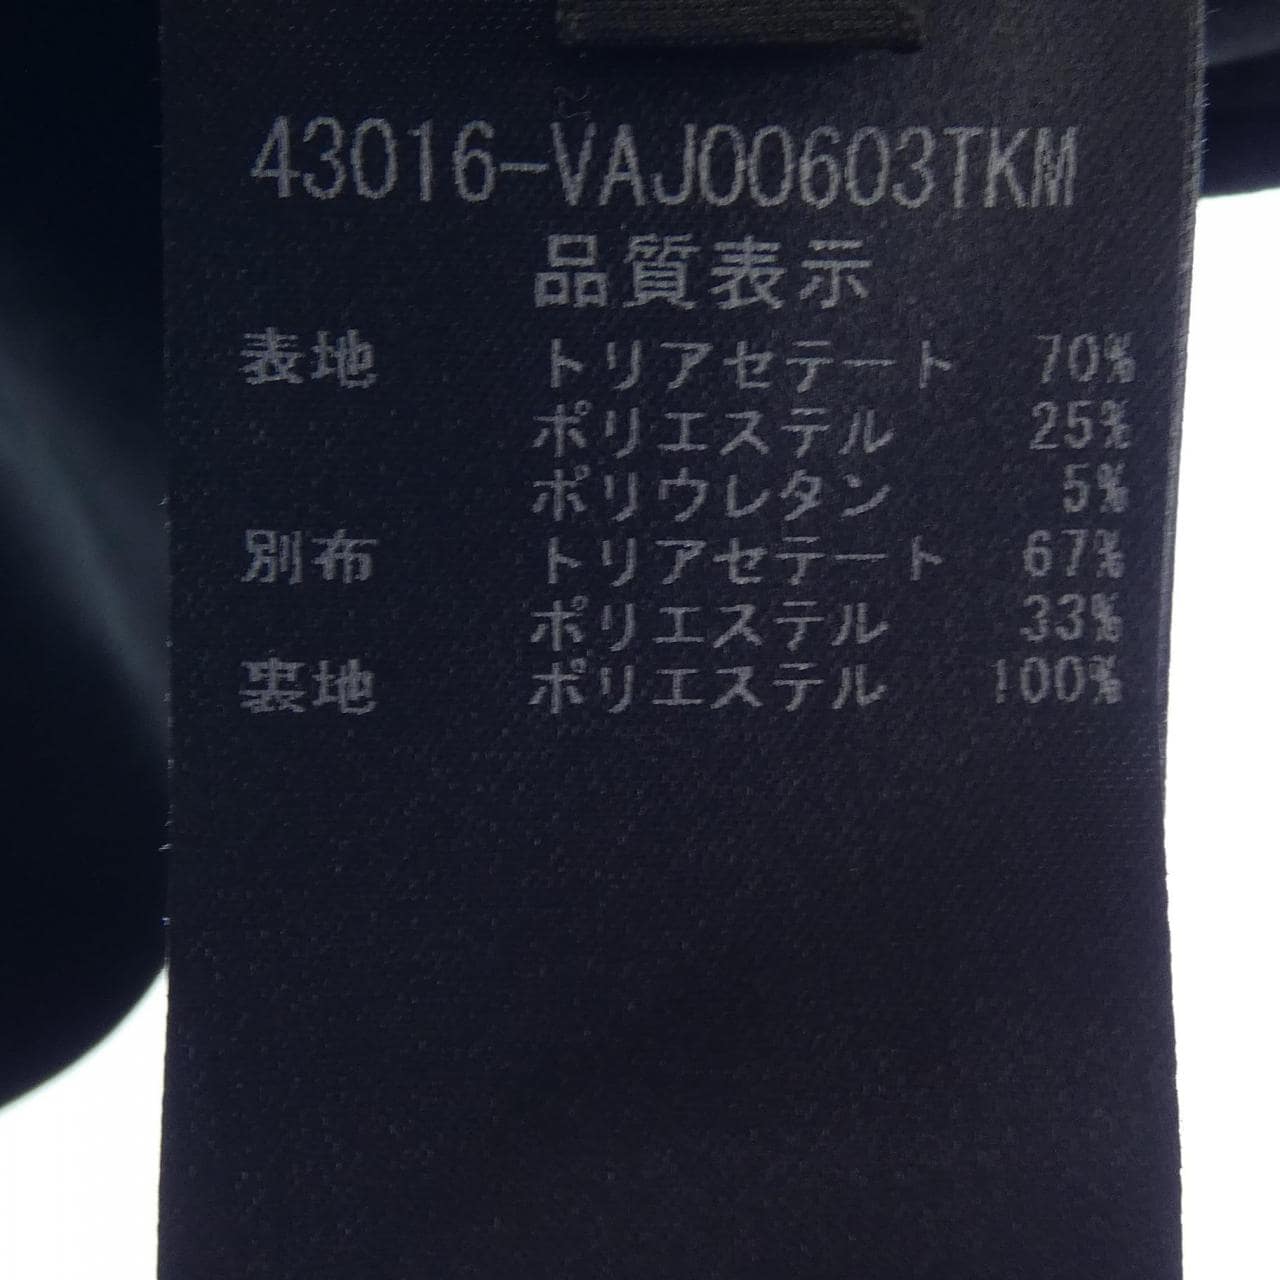 43016-VAJ00603TKM
品質表示
表地 トリアセテート 70%
ポリエステル 25%
ポリウレタン 5%
別布 トリアセテート 67%
ポリエステル 33%
裏地 ポリエステル 100%